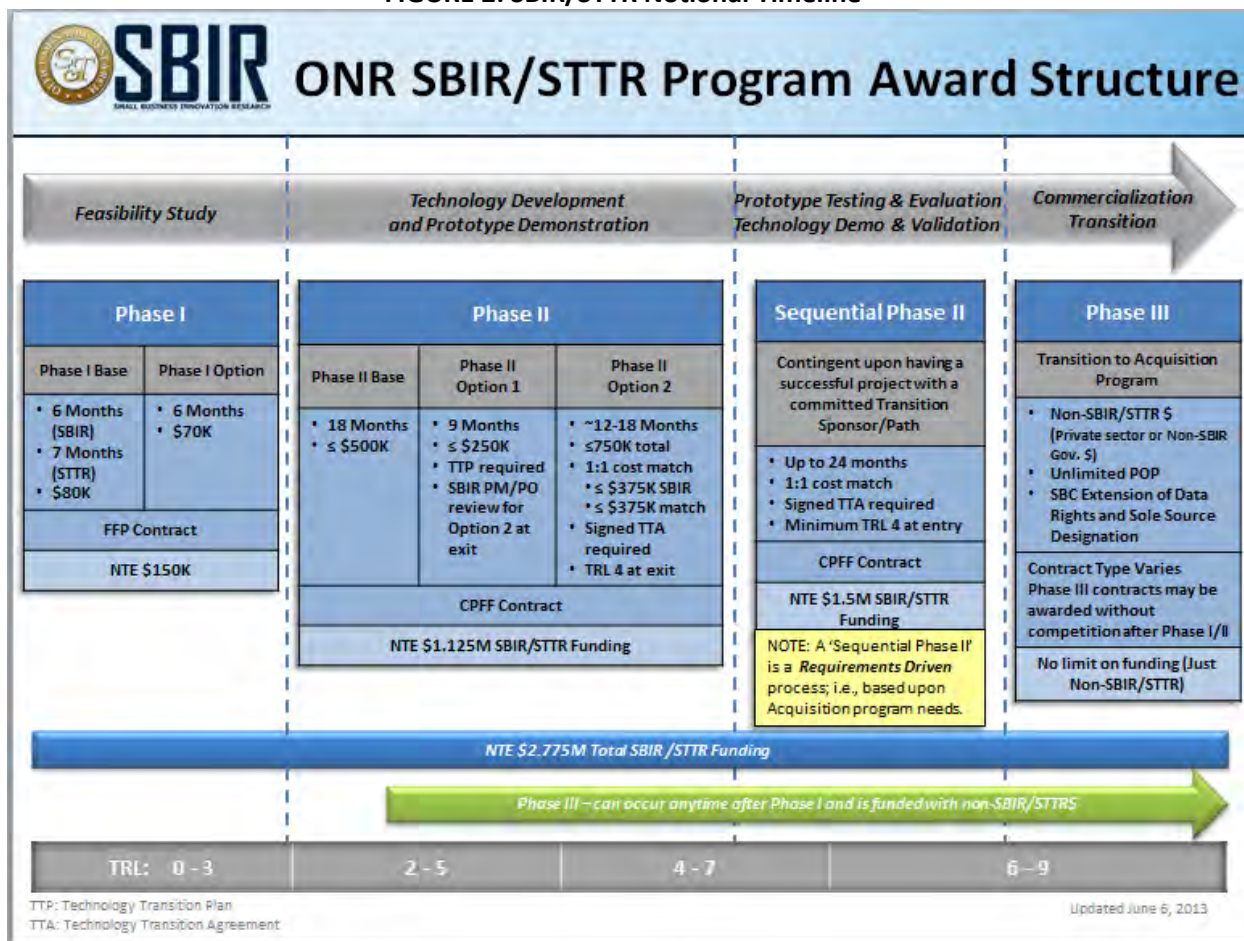 FIGURE 2. SBIR/STTR Notional Timeline
SBIR
SMALL BUSINESS INNOVATION RESEARCH
ONR SBIR/STTR Program Award Structure
Feasibility Study
Technology Development
and Prototype Demonstration
Prototype Testing & Evaluation
Technology Demo & Validation
Commercialization
Transition
Phase I
Phase I Base
• 6 Months
(SBIR)
• 7 Months
(STTR)
• $80K
Phase I Option
• 6 Months
• $70K
FFP Contract
NTE $150K
Phase II
Phase II Base
• 18 Months
• ≤ $500K
Phase II
Option 1
• 9 Months
• ≤ $250K
• TTP required
• SBIR PM/PO
review for
Option 2 at
exit
Phase II
Option 2
• ~12-18 Months
• ≤750K total
• 1:1 cost match
• ≤ $375K SBIR
• ≤ $375K match
• Signed TTA
required
• TRL 4 at exit
CPFF Contract
NTE $1.125M SBIR/STTR Funding
Sequential Phase II
Contingent upon having a
successful project with a
committed Transition
Sponsor/Path
• Up to 24 months
• 1:1 cost match
• Signed TTA required
• Minimum TRL 4 at entry
CPFF Contract
NTE $1.5M SBIR/STTR
Funding
NOTE: A 'Sequential Phase II'
is a Requirements Driven
process; i.e., based upon
Acquisition program needs.
Phase III
Transition to Acquisition
Program
• Non-SBIR/STTR $
(Private sector or Non-SBIR
Gov. $)
• Unlimited POP
• SBC Extension of Data
Rights and Sole Source
Designation
Contract Type Varies
Phase III contracts may be
awarded without
competition after Phase I/II
No limit on funding (Just
Non-SBIR/STTR)
NTE $2.775M Total SBIR/STTR Funding
Phase III – can occur anytime after Phase I and is funded with non-SBIR/STTR$
TRL: 0 - 3
2 - 5
4 - 7
6 – 9
TTP: Technology Transition Plan
TTA: Technology Transition Agreement
Updated June 6, 2013